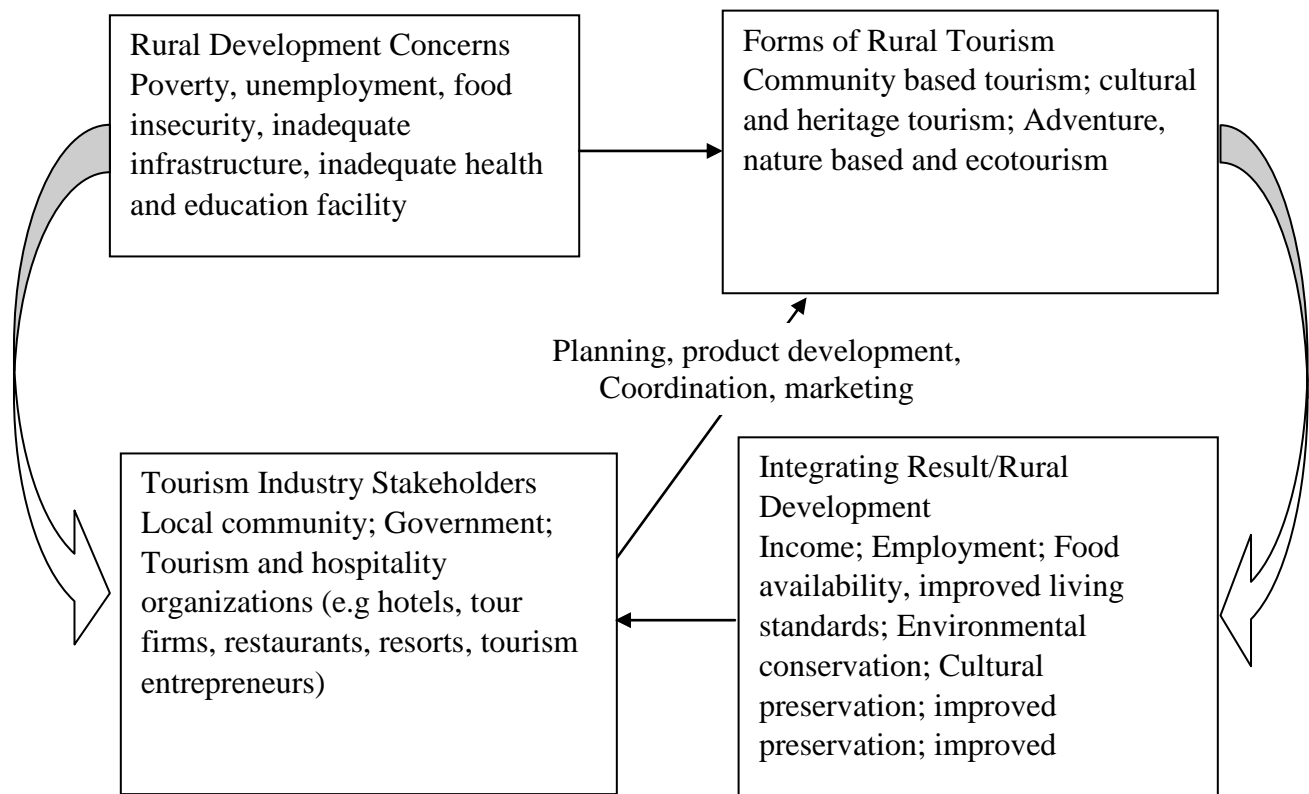 Rural Development Concerns
Poverty, unemployment, food
insecurity, inadequate
infrastructure, inadequate health
and education facility
Forms of Rural Tourism
Community based tourism; cultural
and heritage tourism; Adventure,
nature based and ecotourism
Planning, product development,
Coordination, marketing
Tourism Industry Stakeholders
Local community; Government;
Tourism and hospitality
organizations (e.g hotels, tour
firms, restaurants, resorts, tourism
entrepreneurs)
Integrating Result/Rural
Development
Income; Employment; Food
availability, improved living
standards; Environmental
conservation; Cultural
preservation; improved
preservation; improved